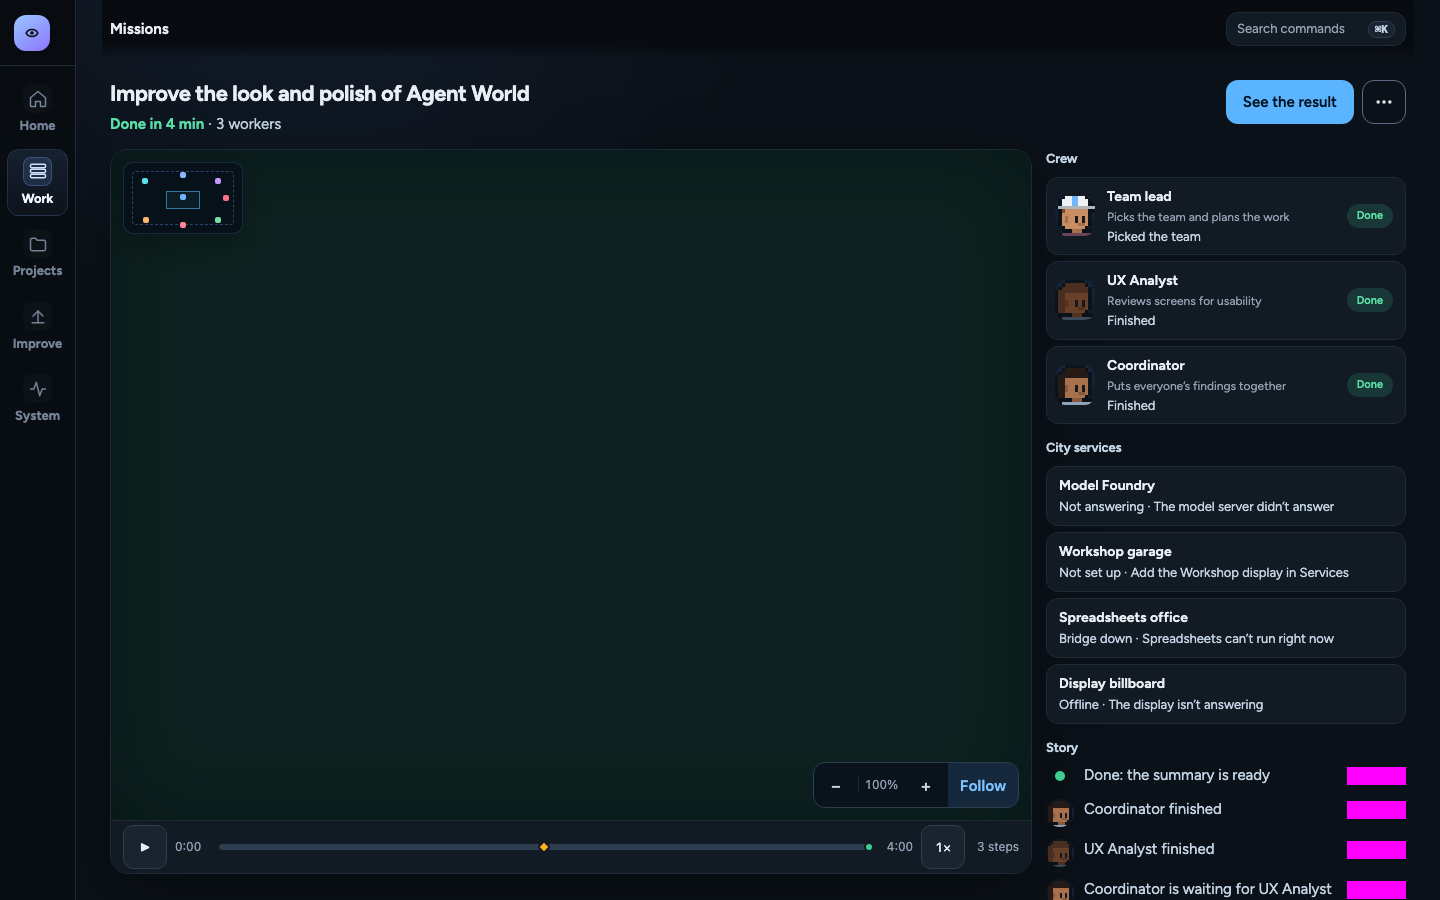 Missions
Search commands
⌘K
Home
Work
Projects
Improve
System
Improve the look and polish of Agent World
Done in 4 min · 3 workers
See the result
Crew
Team lead
Picks the team and plans the work
Picked the team
Done
UX Analyst
Reviews screens for usability
Finished
Done
Coordinator
Puts everyone’s findings together
Finished
Done
City services
Model Foundry
Not answering · The model server didn’t answer
Workshop garage
Not set up · Add the Workshop display in Services
Spreadsheets office
Bridge down · Spreadsheets can’t run right now
Display billboard
Offline · The display isn’t answering
Story
Done: the summary is ready
Coordinator finished
UX Analyst finished
Coordinator is waiting for UX Analyst
− 100% + Follow
0:00
4:00
1×
3 steps